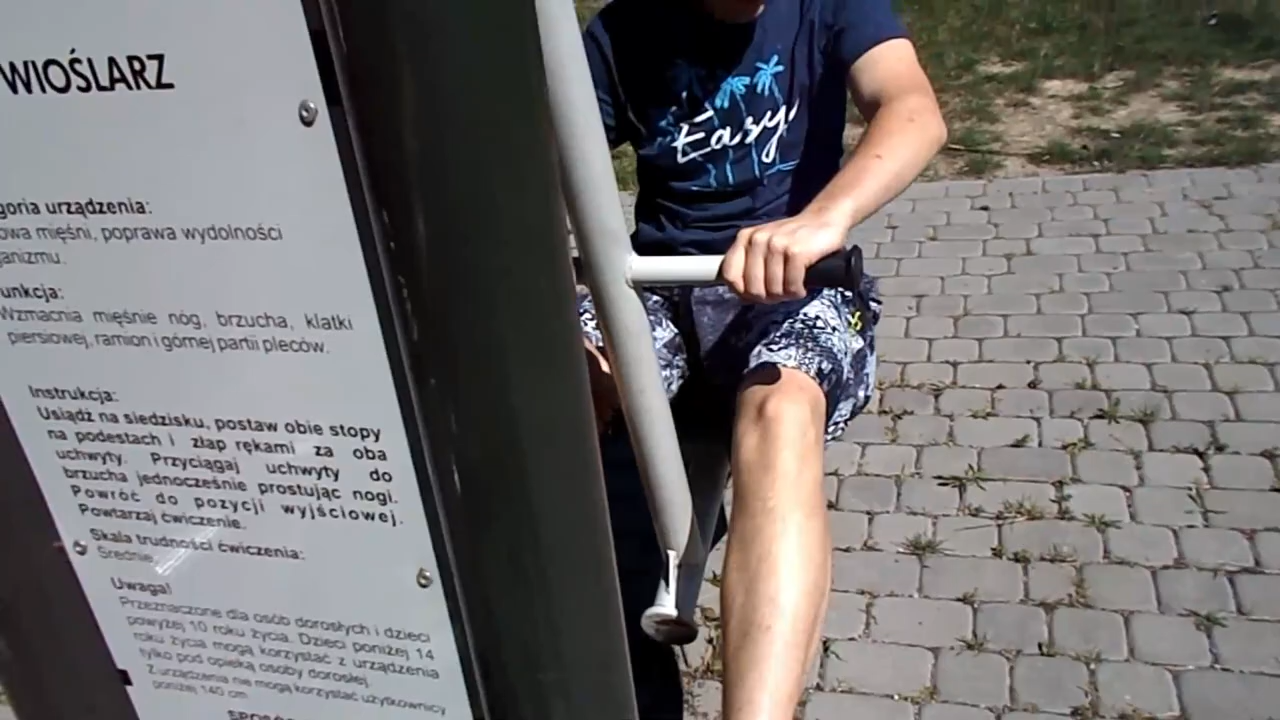 WIOŚLARZ
goria urządzenia:
owa mięśni, poprawa wydolności
anizmu.
unkcja:
Wzmacnia mięśnie nóg, brzucha, klatki
piersiowej, ramion i górnej partii pleców.
Instrukcja:
Usiądź na siedzisku, postaw obie stopy
na podestach i złap rękami za oba
uchwyty. Przyciągaj uchwyty do
brzucha jednocześnie prostując nogi.
Powróć do pozycji wyjściowej.
Powtarzaj ćwiczenie.
Skala trudności ćwiczenia:
Średnie
Uwaga!
Przeznaczone dla osób dorosłych i dzieci
powyżej 10 roku życia. Dzieci poniżej 14
roku życia mogą korzystać z urządzenia
tylko pod opieką osoby dorosłej.
Z urządzenia nie mogą korzystać użytkownicy
poniżej 140 cm
Easy